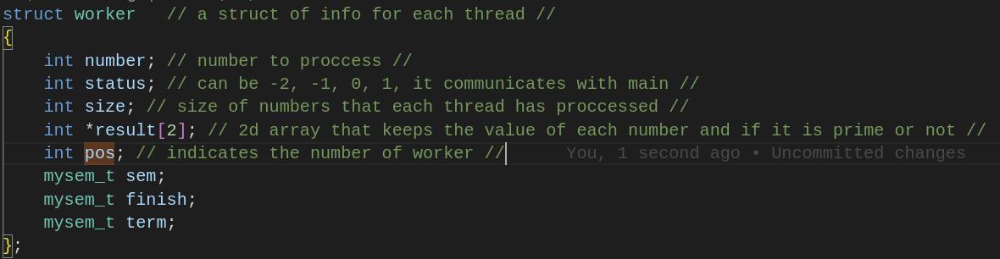 struct worker   // a struct of info for each thread //
{
    int number; // number to proccess //
    int status; // can be -2, -1, 0, 1, it communicates with main //
    int size; // size of numbers that each thread has proccessed //
    int *result[2]; // 2d array that keeps the value of each number and if it is prime or not //
    int pos; // indicates the number of worker //      You, 1 second ago • Uncommitted changes
    mysem_t sem;
    mysem_t finish;
    mysem_t term;
};